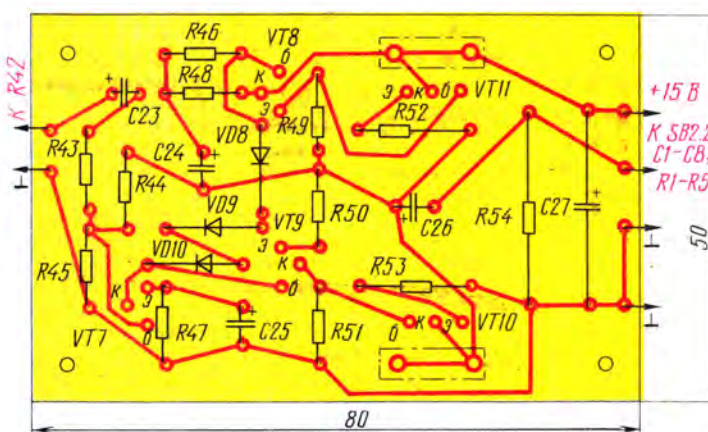 R46
VT8
б
R48
к
К R42
C23
э
к
б
VT11
+15 В
э
R52
R49
К SB2.2
R43
C24
VD8
C1-C8,
R44
R1-R5
VD9
VT9
R50
C26
R54
C27
э
VD10
к
R53
50
R45
к
э
б
б
к
э
VT10
VT7
б
R47
C25
R51
80